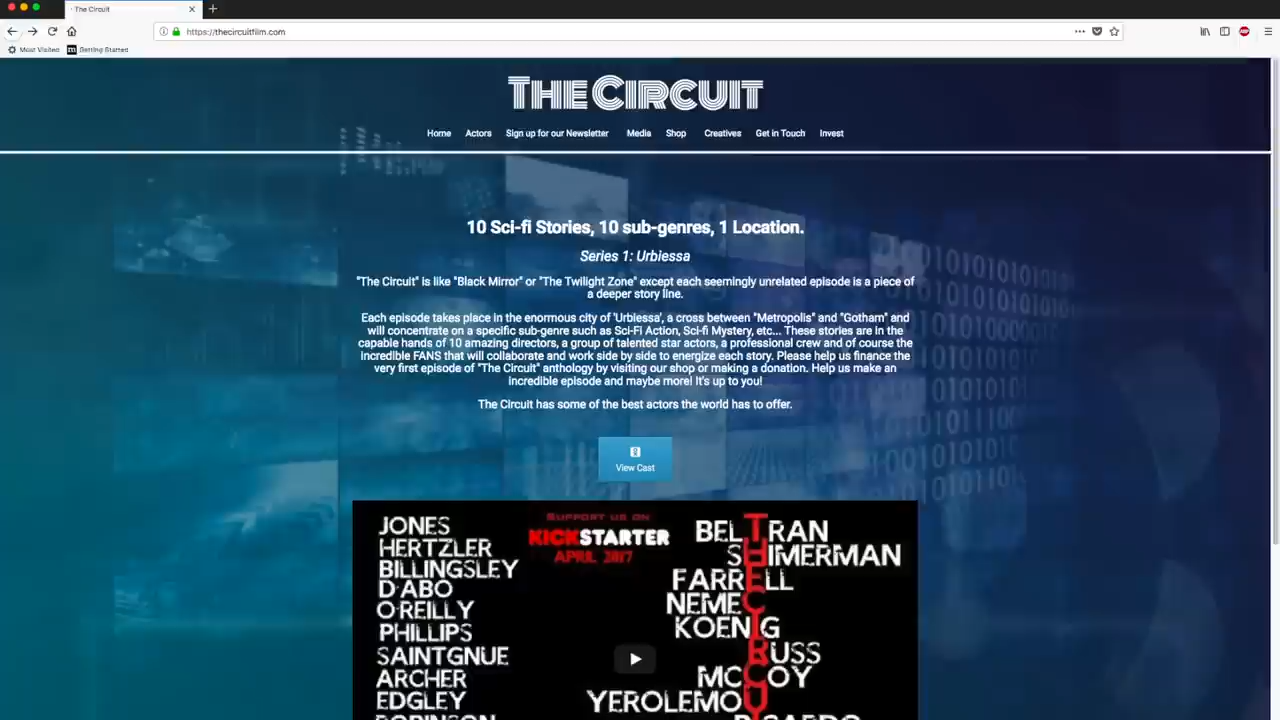 The Circuit
https://thecircuitfilm.com
Most Visited Getting Started
THE CIRCUIT
Home Actors Sign up for our Newsletter Media Shop Creatives Get in Touch Invest
10 Sci-fi Stories, 10 sub-genres, 1 Location.
Series 1: Urbiessa
"The Circuit" is like "Black Mirror" or "The Twilight Zone" except each seemingly unrelated episode is a piece of
a deeper story line.
Each episode takes place in the enormous city of 'Urbiessa', a cross between "Metropolis" and "Gotham" and
will concentrate on a specific sub-genre such as Sci-Fi Action, Sci-fi Mystery, etc... These stories are in the
capable hands of 10 amazing directors, a group of talented star actors, a professional crew and of course the
incredible FANS that will collaborate and work side by side to energize each story. Please help us finance the
very first episode of "The Circuit" anthology by visiting our shop or making a donation. Help us make an
incredible episode and maybe more! It's up to you!
The Circuit has some of the best actors the world has to offer.
View Cast
JONES
HERTZLER
BILLINGSLEY
D'ABO
O'REILLY
PHILLIPS
SAINTGNUE
ARCHER
EDGLEY
ROBINSON
SUPPORT US ON
KICKSTARTER
APRIL 2017
BELTRAN
SHIMERMAN
FARRELL
NEMEC
KOENIG
RUSS
MCCOY
YEROLEMOU
PICARDO